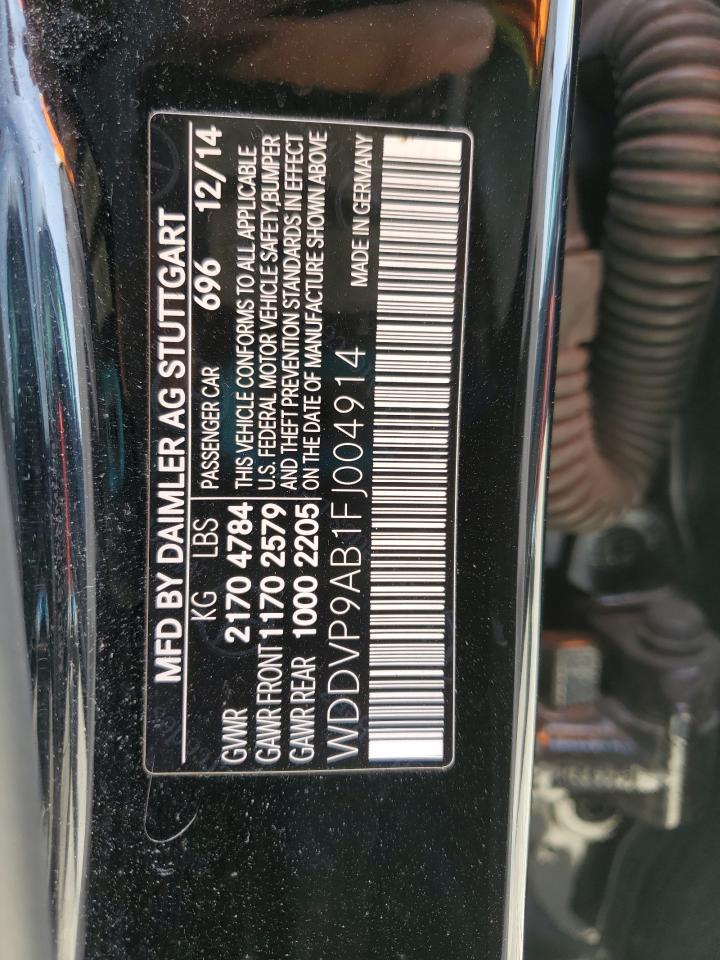 MFD BY DAIMLER AG STUTTGART
KG LBS PASSENGER CAR 696 12/14
GWR 2170 4784 THIS VEHICLE CONFORMS TO ALL APPLICABLE
GAWR FRONT 1170 2579 U.S. FEDERAL MOTOR VEHICLE SAFETY,BUMPER
GAWR REAR 1000 2205 AND THEFT PREVENTION STANDARDS IN EFFECT
ON THE DATE OF MANUFACTURE SHOWN ABOVE
WDDVP9AB1FJ004914 MADE IN GERMANY